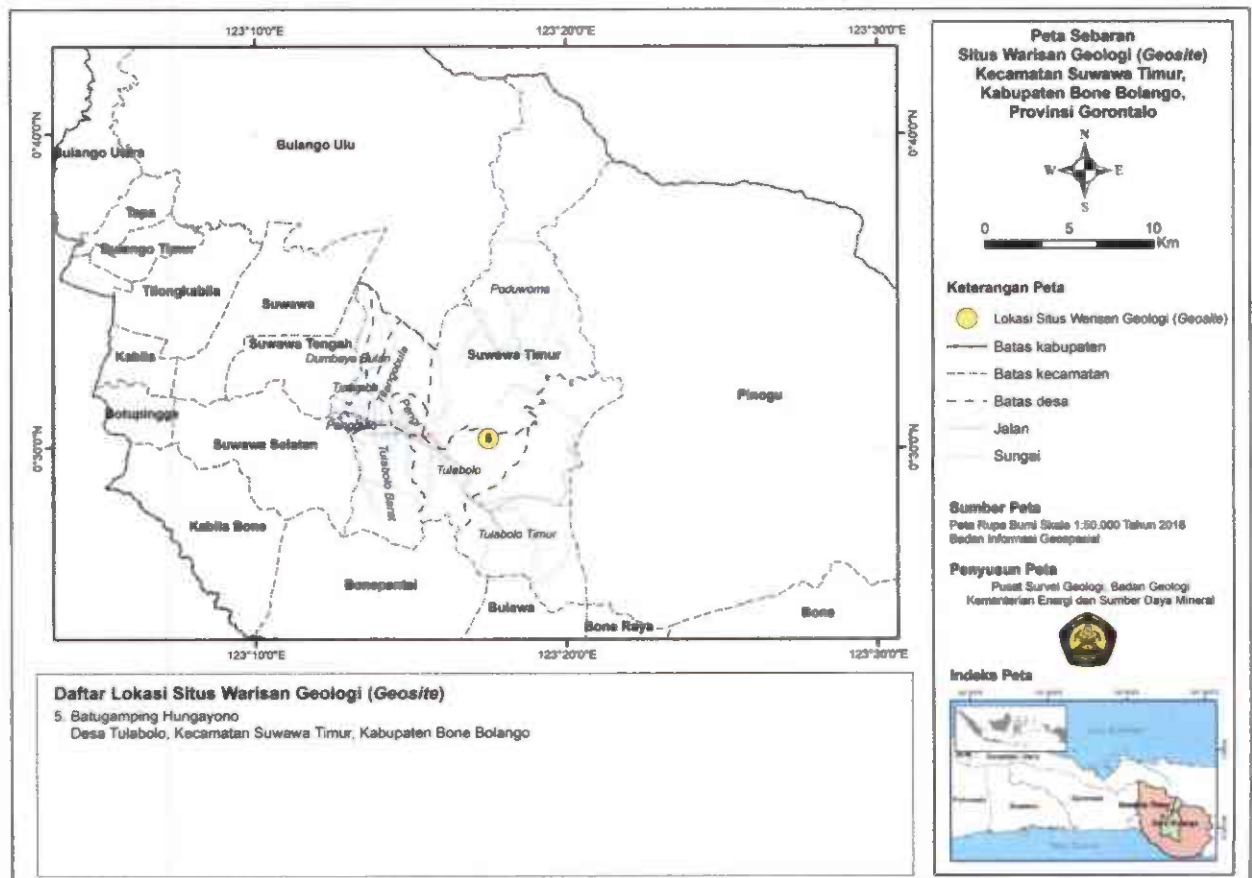 123°10'0"E
123°20'0"E
123°30'0"E
0°40'0"N
0°40'0"N
0°30'0"N
0°30'0"N
Bulango Utara
Bulango Ulu
Tapa
Bulango Timur
Tilongkabila
Suwawa
Poduwoma
Kabila
Suwawa Tengah
Dumbaya Bulan
Tilangobula
Suwawa Timur
Pinogu
Botupingge
Pangi
Panggulo
Suwawa Selatan
Tulabolo Barat
6
Tulabolo
Kabila Bone
Tulabolo Timur
Bonepantai
Bulawa
Bone Raya
Bone
123°10'0"E
123°20'0"E
123°30'0"E
Daftar Lokasi Situs Warisan Geologi (Geosite)
5. Batugamping Hungayono
Desa Tulabolo, Kecamatan Suwawa Timur, Kabupaten Bone Bolango
Peta Sebaran
Situs Warisan Geologi (Geosite)
Kecamatan Suwawa Timur,
Kabupaten Bone Bolango,
Provinsi Gorontalo
N
W
E
S
0
5
10
Km
Keterangan Peta
Lokasi Situs Warisan Geologi (Geosite)
Batas kabupaten
Batas kecamatan
Batas desa
Jalan
Sungai
Sumber Peta
Peta Rupa Bumi Skala 1:50.000 Tahun 2016
Badan Informasi Geospasial
Penyusun Peta
Pusat Survei Geologi, Badan Geologi
Kementerian Energi dan Sumber Daya Mineral
Indeks Peta